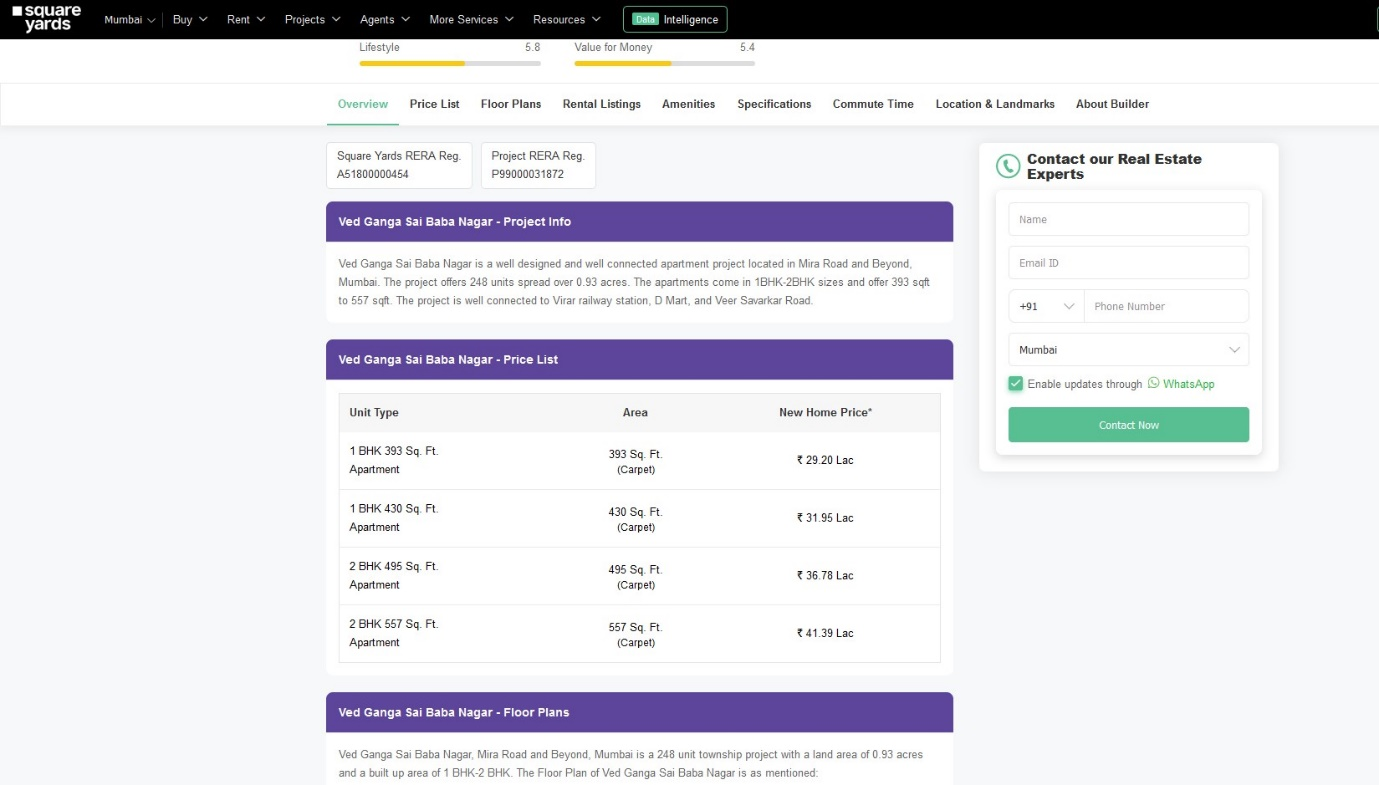 square
yards
Mumbai
Buy
Rent
Projects
Agents
More Services
Resources
Data Intelligence
Lifestyle 5.8
Value for Money 5.4
Overview
Price List
Floor Plans
Rental Listings
Amenities
Specifications
Commute Time
Location & Landmarks
About Builder
Square Yards RERA Reg.
A51800000454
Project RERA Reg.
P99000031872
Ved Ganga Sai Baba Nagar - Project Info
Ved Ganga Sai Baba Nagar is a well designed and well connected apartment project located in Mira Road and Beyond,
Mumbai. The project offers 248 units spread over 0.93 acres. The apartments come in 1BHK-2BHK sizes and offer 393 sqft
to 557 sqft. The project is well connected to Virar railway station, D Mart, and Veer Savarkar Road.
Ved Ganga Sai Baba Nagar - Price List
Unit Type Area New Home Price*
1 BHK 393 Sq. Ft.
Apartment
393 Sq. Ft.
(Carpet)
₹ 29.20 Lac
1 BHK 430 Sq. Ft.
Apartment
430 Sq. Ft.
(Carpet)
₹ 31.95 Lac
2 BHK 495 Sq. Ft.
Apartment
495 Sq. Ft.
(Carpet)
₹ 36.78 Lac
2 BHK 557 Sq. Ft.
Apartment
557 Sq. Ft.
(Carpet)
₹ 41.39 Lac
Ved Ganga Sai Baba Nagar - Floor Plans
Ved Ganga Sai Baba Nagar, Mira Road and Beyond, Mumbai is a 248 unit township project with a land area of 0.93 acres
and a built up area of 1 BHK-2 BHK. The Floor Plan of Ved Ganga Sai Baba Nagar is as mentioned:
Contact our Real Estate
Experts
Name
Email ID
+91
Phone Number
Mumbai
Enable updates through WhatsApp
Contact Now